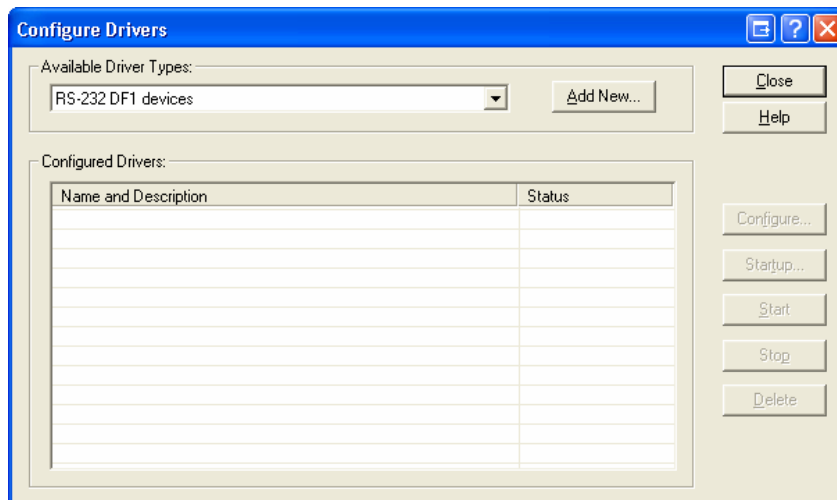 Configure Drivers
Available Driver Types:
RS-232 DF1 devices
Add New...
Close
Help
Configured Drivers:
Name and Description Status
Configure...
Startup...
Start
Stop
Delete